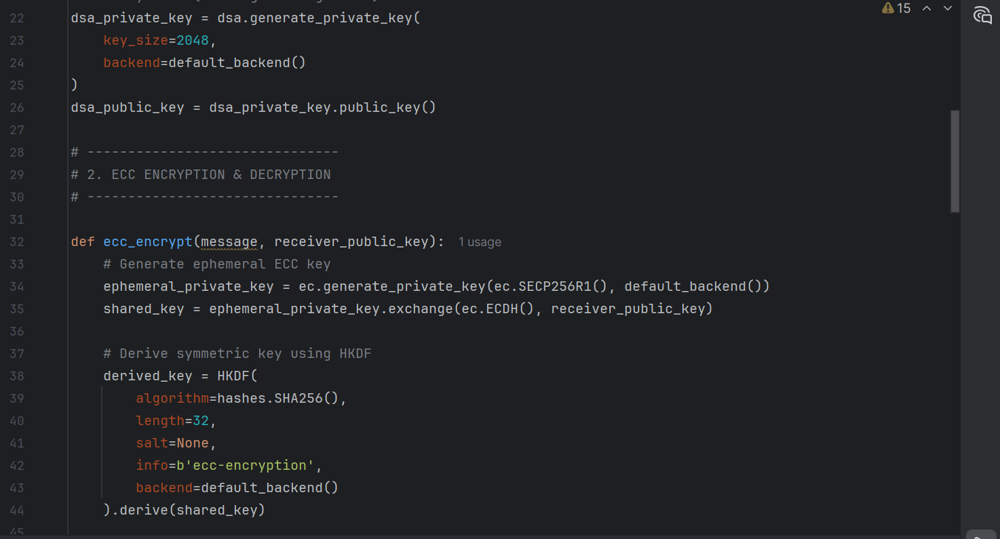 15
22 dsa_private_key = dsa.generate_private_key(
23     key_size=2048,
24     backend=default_backend()
25 )
26 dsa_public_key = dsa_private_key.public_key()
27
28 # -------------------------------
29 # 2. ECC ENCRYPTION & DECRYPTION
30 # -------------------------------
31
32 def ecc_encrypt(message, receiver_public_key): 1 usage
33     # Generate ephemeral ECC key
34     ephemeral_private_key = ec.generate_private_key(ec.SECP256R1(), default_backend())
35     shared_key = ephemeral_private_key.exchange(ec.ECDH(), receiver_public_key)
36
37     # Derive symmetric key using HKDF
38     derived_key = HKDF(
39         algorithm=hashes.SHA256(),
40         length=32,
41         salt=None,
42         info=b'ecc-encryption',
43         backend=default_backend()
44     ).derive(shared_key)
45